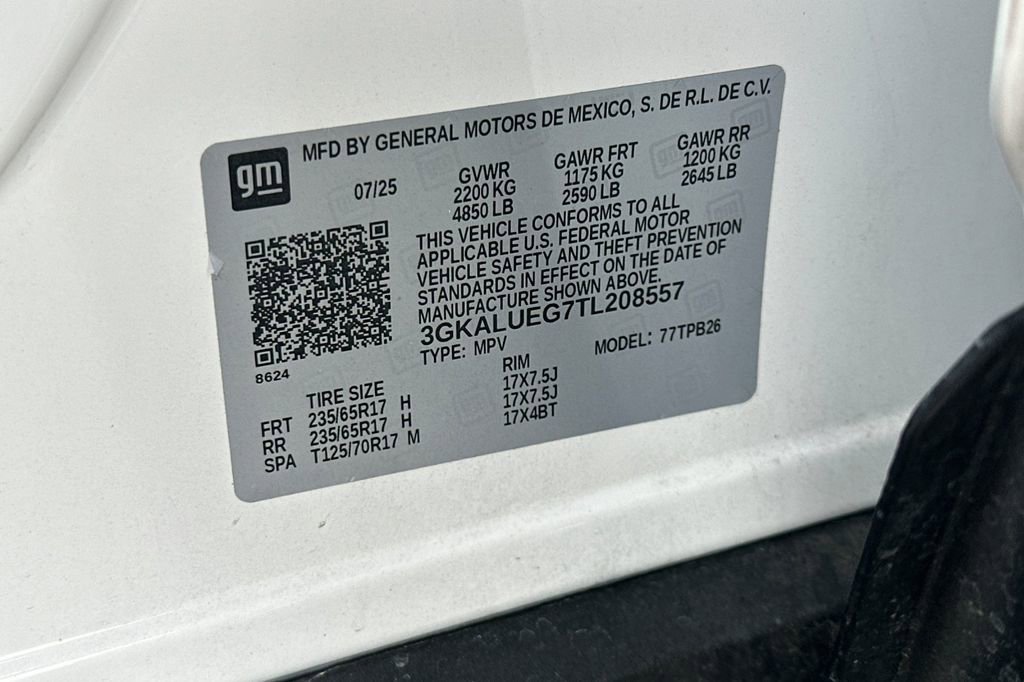 gm
MFD BY GENERAL MOTORS DE MEXICO, S. DE R.L. DE C.V.
07/25
GVWR GAWR FRT GAWR RR
2200 KG 1175 KG 1200 KG
4850 LB 2590 LB 2645 LB
THIS VEHICLE CONFORMS TO ALL
APPLICABLE U.S. FEDERAL MOTOR
VEHICLE SAFETY AND THEFT PREVENTION
STANDARDS IN EFFECT ON THE DATE OF
MANUFACTURE SHOWN ABOVE.
3GKALUEG7TL208557
TYPE: MPV MODEL: 77TPB26
8624
TIRE SIZE RIM
FRT 235/65R17 H 17X7.5J
RR 235/65R17 H 17X7.5J
SPA T125/70R17 M 17X4BT